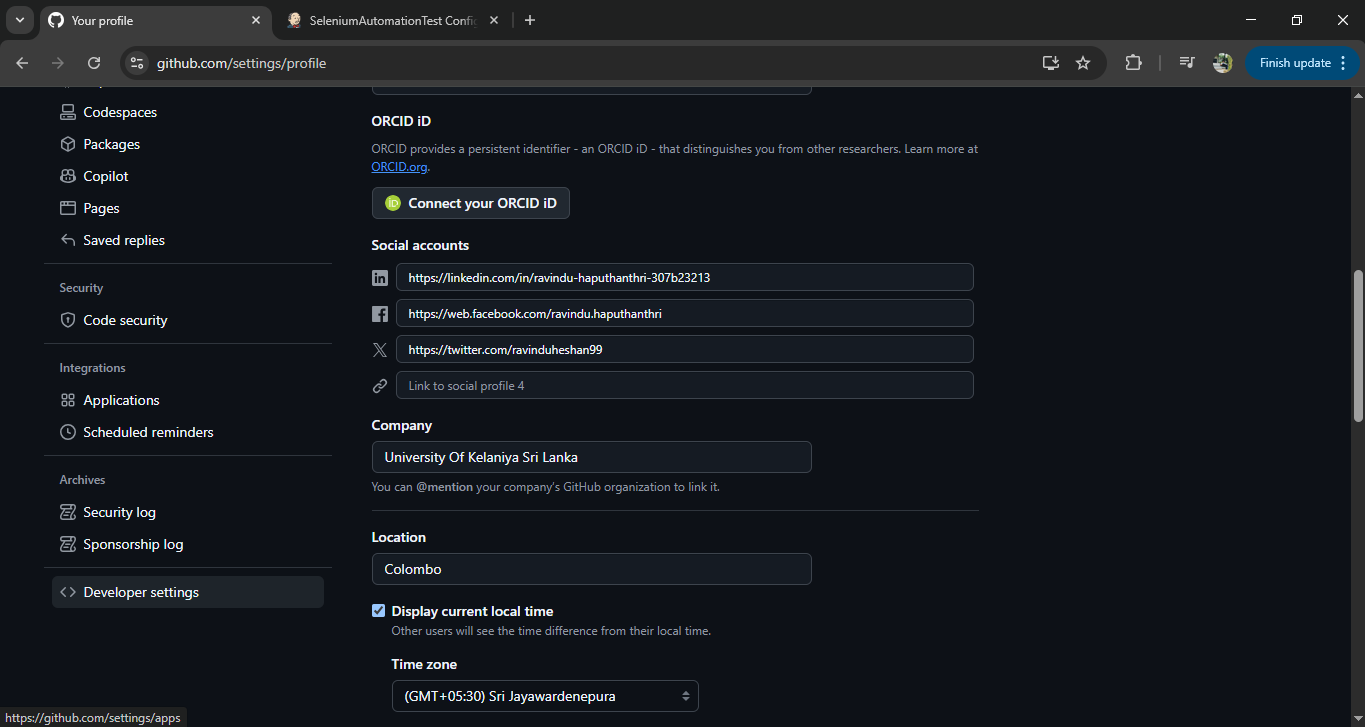 Your profile
SeleniumAutomationTest Config
github.com/settings/profile
Finish update
Codespaces
Packages
Copilot
Pages
Saved replies
Security
Code security
Integrations
Applications
Scheduled reminders
Archives
Security log
Sponsorship log
Developer settings
ORCID iD
ORCID provides a persistent identifier - an ORCID iD - that distinguishes you from other researchers. Learn more at
ORCID.org.
iD Connect your ORCID iD
Social accounts
https://linkedin.com/in/ravindu-haputhanthri-307b23213
https://web.facebook.com/ravindu.haputhanthri
https://twitter.com/ravinduheshan99
Link to social profile 4
Company
University Of Kelaniya Sri Lanka
You can @mention your company's GitHub organization to link it.
Location
Colombo
Display current local time
Other users will see the time difference from their local time.
Time zone
(GMT+05:30) Sri Jayawardenepura
https://github.com/settings/apps